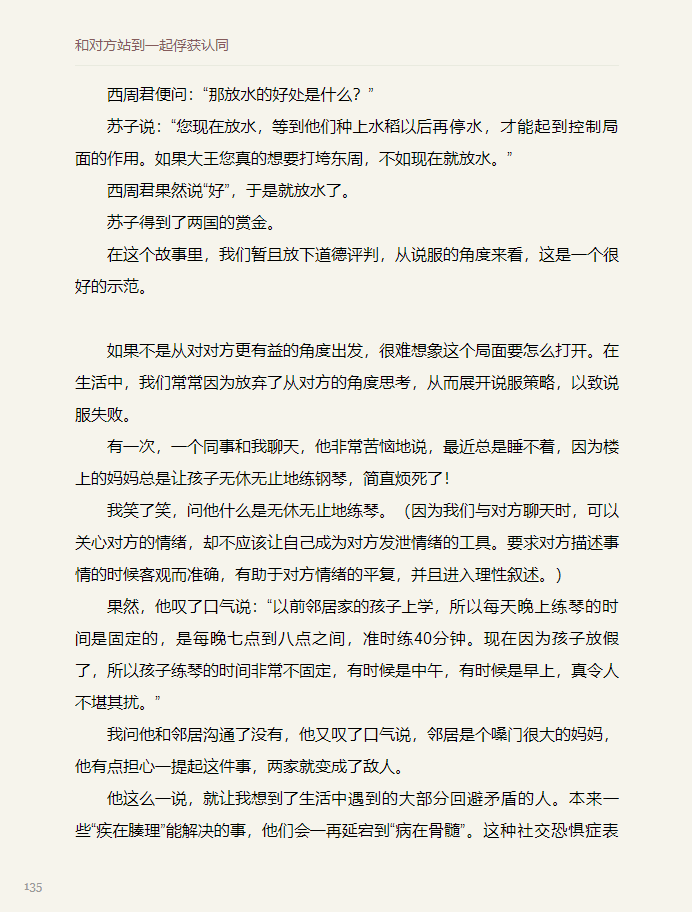 和对方站到一起俘获认同
西周君便问：“那放水的好处是什么？”
苏子说：“您现在放水，等到他们种上水稻以后再停水，才能起到控制局
面的作用。如果大王您真的想要打垮东周，不如现在就放水。”
西周君果然说“好”，于是就放水了。
苏子得到了两国的赏金。
在这个故事里，我们暂且放下道德评判，从说服的角度来看，这是一个很
好的示范。
如果不是从对对方更有益的角度出发，很难想象这个局面要怎么打开。在
生活中，我们常常因为放弃了从对方的角度思考，从而展开说服策略，以致说
服失败。
有一次，一个同事和我聊天，他非常苦恼地说，最近总是睡不着，因为楼
上的妈妈总是让孩子无休无止地练钢琴，简直烦死了！
我笑了笑，问他什么是无休无止地练琴。（因为我们与对方聊天时，可以
关心对方的情绪，却不应该让自己成为对方发泄情绪的工具。要求对方描述事
情的时候客观而准确，有助于对方情绪的平复，并且进入理性叙述。）
果然，他叹了口气说：“以前邻居家的孩子上学，所以每天晚上练琴的时
间是固定的，是每晚七点到八点之间，准时练40分钟。现在因为孩子放假
了，所以孩子练琴的时间非常不固定，有时候是中午，有时候是早上，真令人
不堪其扰。”
我问他和邻居沟通了没有，他又叹了口气说，邻居是个嗓门很大的妈妈，
他有点担心一提起这件事，两家就变成了敌人。
他这么一说，就让我想到了生活中遇到的大部分回避矛盾的人。本来一
些“疾在腠理”能解决的事，他们会一再延宕到“病在骨髓”。这种社交恐惧症表
135